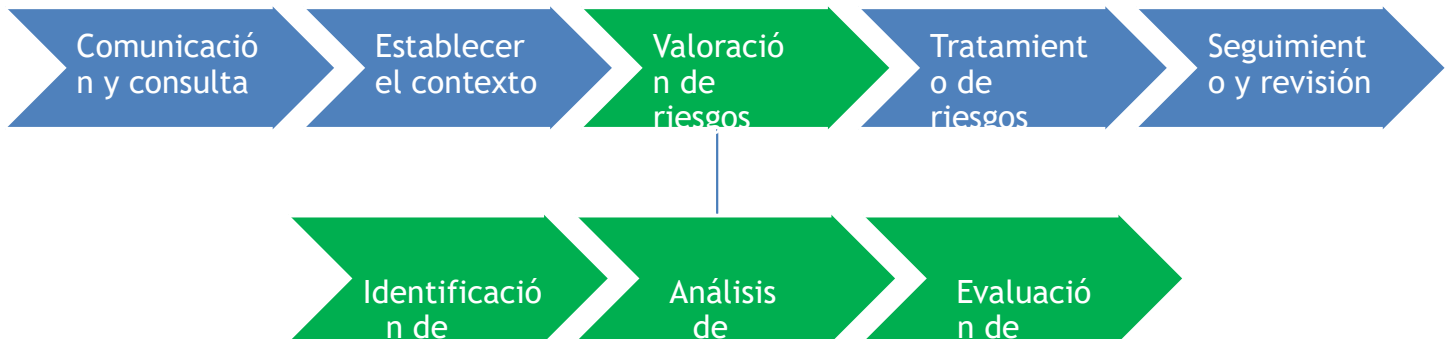 Comunicació
n y consulta
Establecer
el contexto
Valoració
n de
riesgos
Tratamient
o de
riesgos
Seguimient
o y revisión
Identificació
n de
Análisis
de
Evaluació
n de